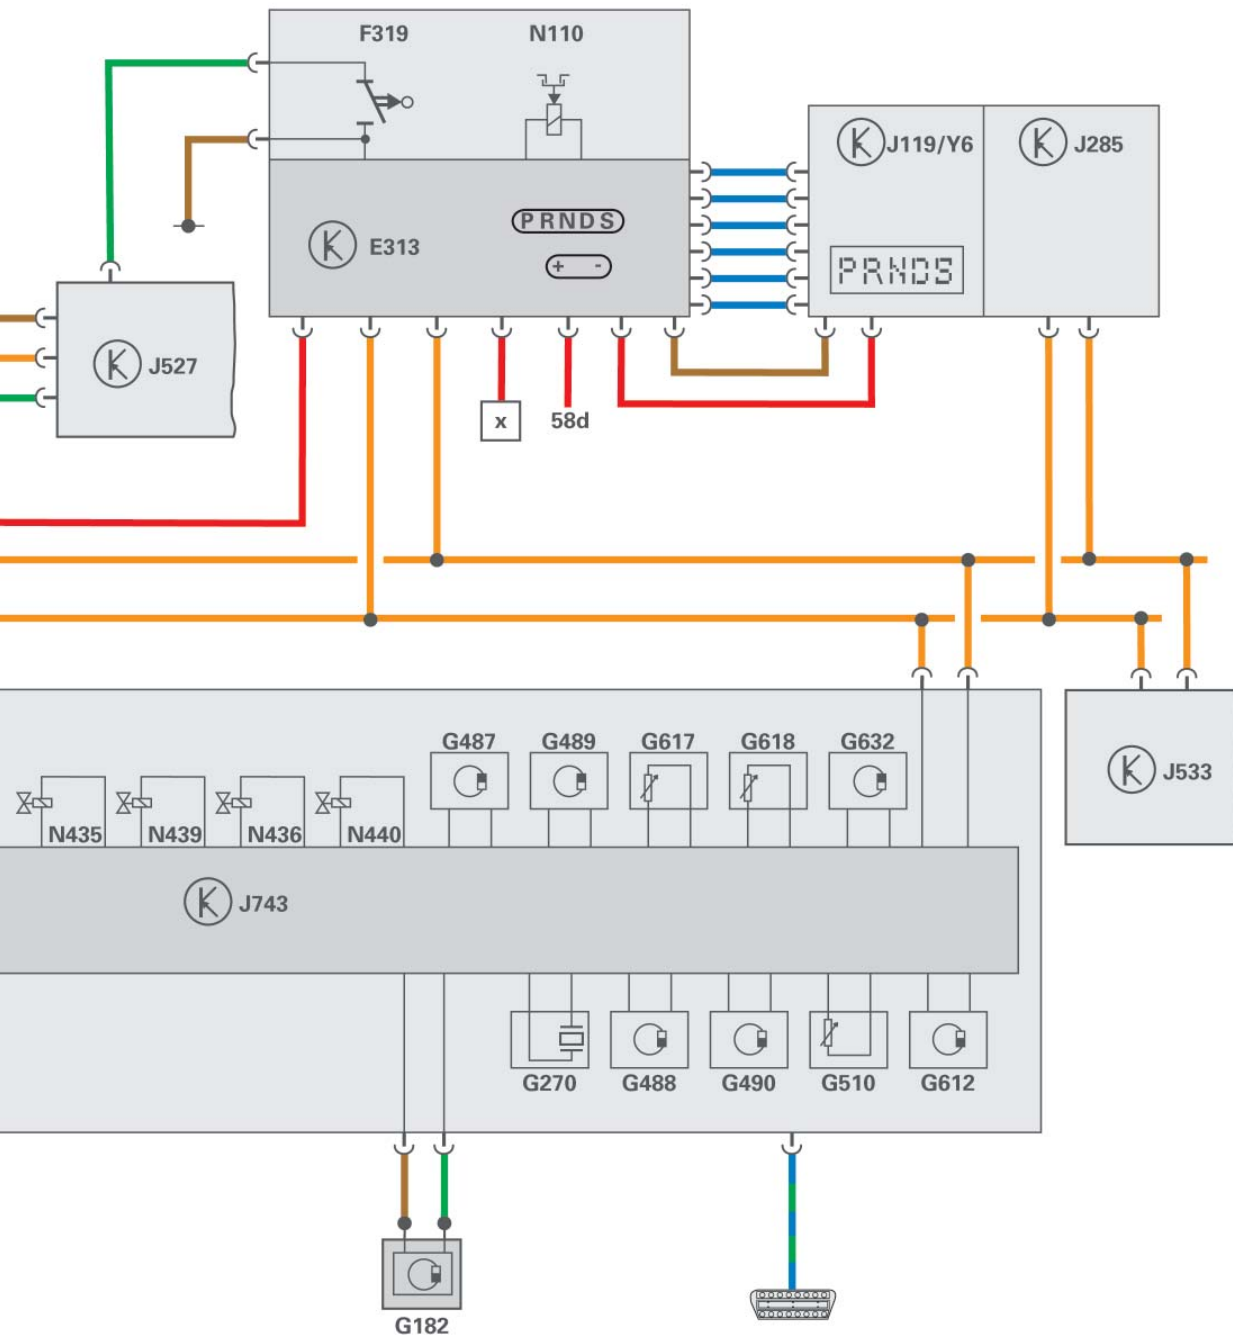 F319
N110
J119/Y6
J285
PRNDS
E313
+ -
PRNDS
J527
x
58d
G487
G489
G617
G618
G632
J533
N435
N439
N436
N440
J743
G270
G488
G490
G510
G612
G182